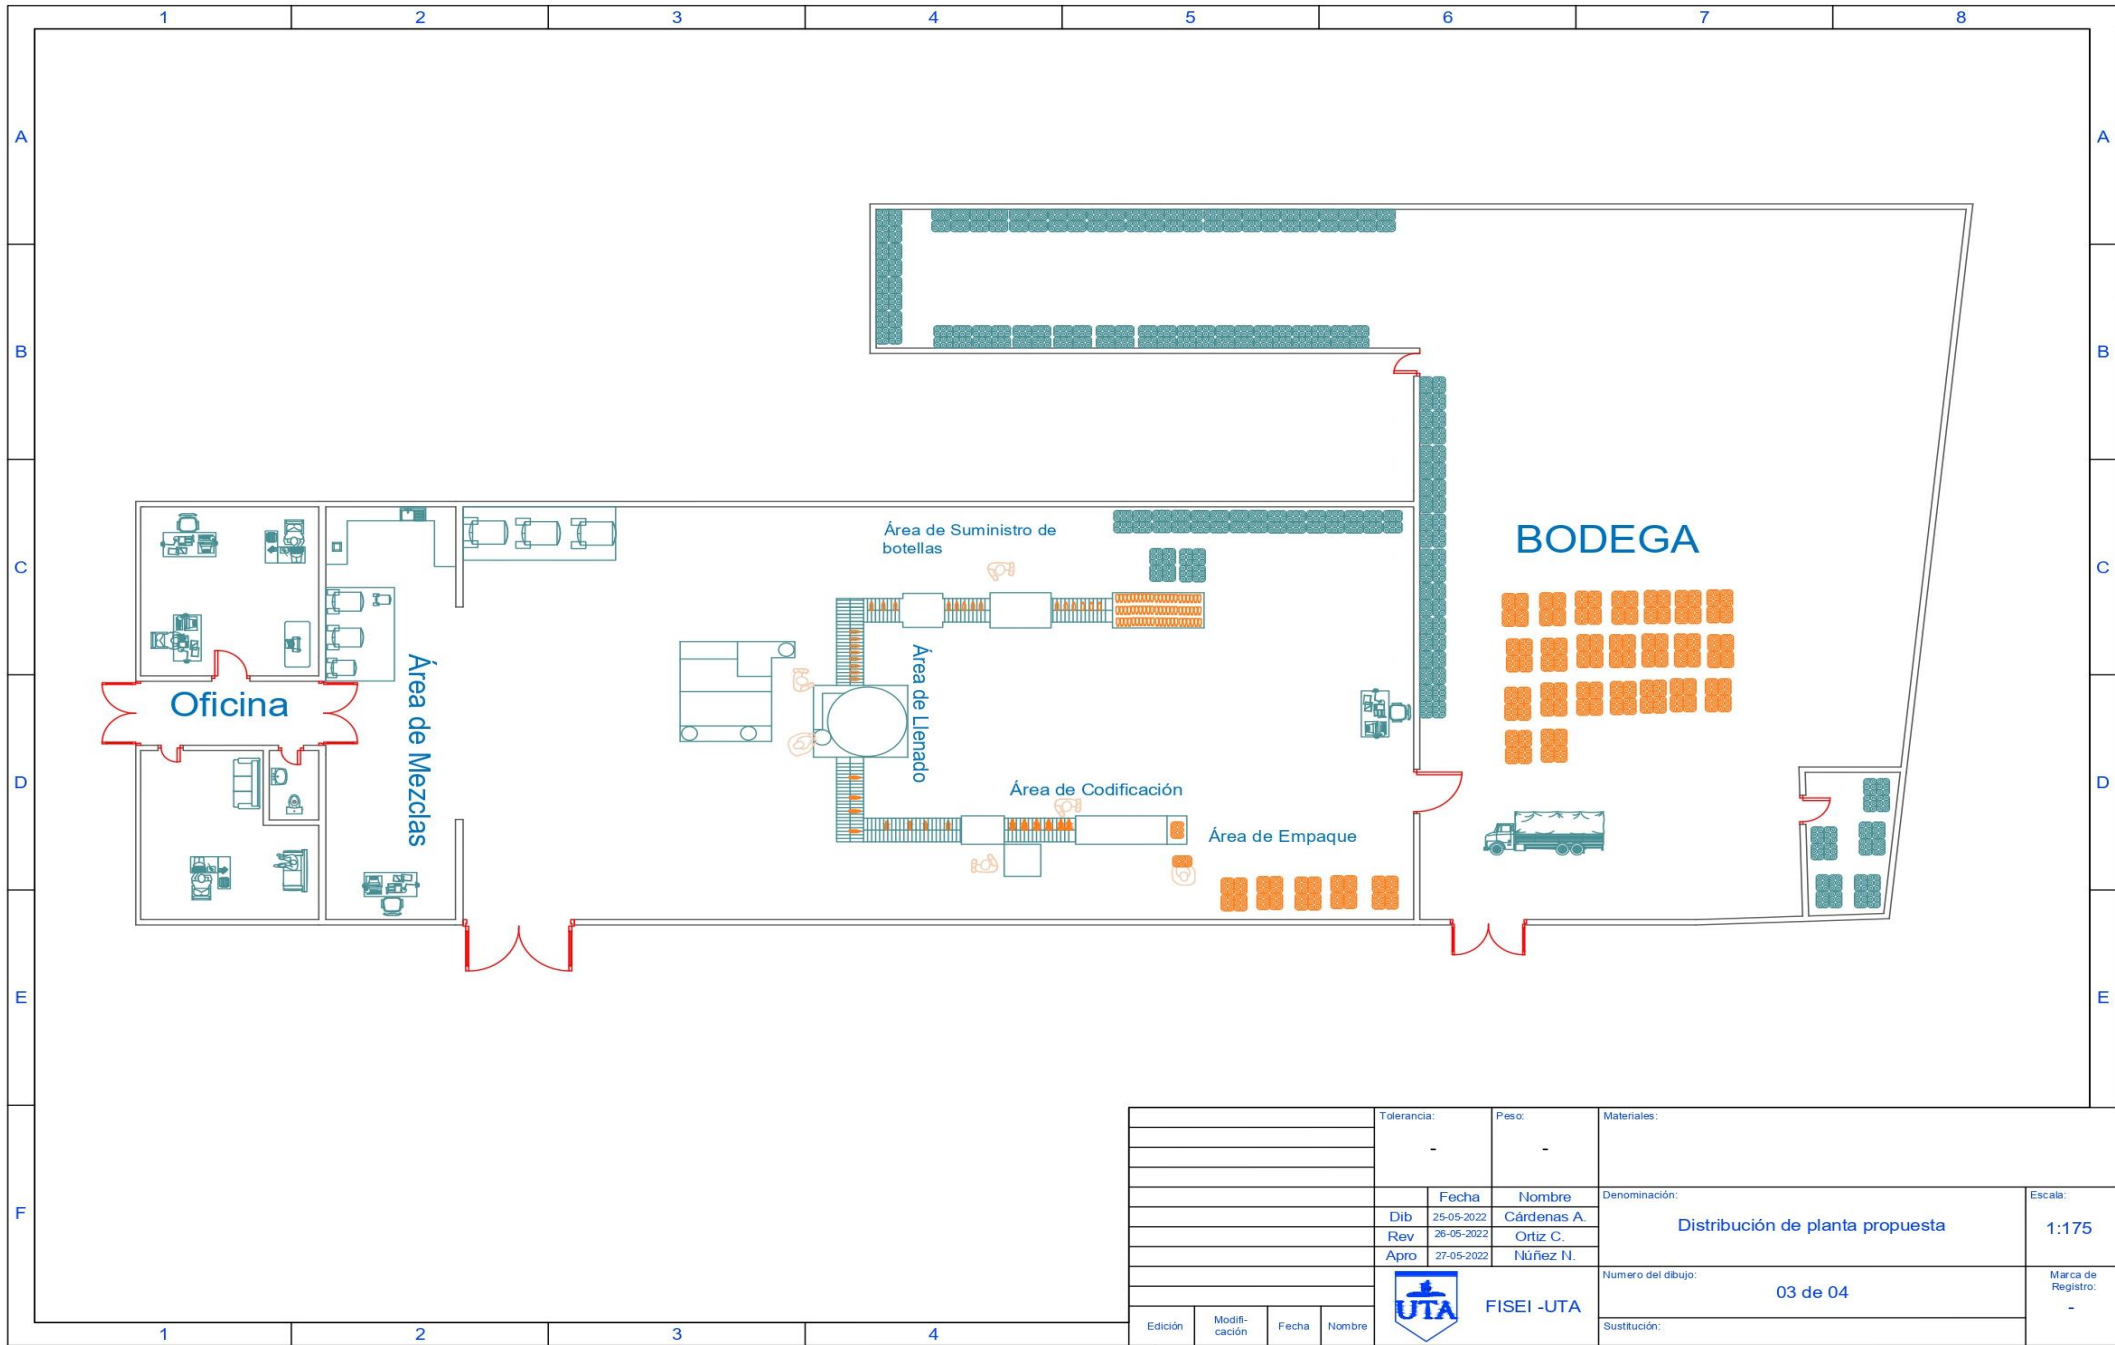 1 2 3 4 5 6 7 8
A A
B B
C C
D D
E E
F
Área de Suministro de
botellas
BODEGA
Oficina
Área de Mezclas
Área de Llenado
Área de Codificación
Área de Empaque
Tolerancia:
-
Peso:
-
Materiales:
Fecha Nombre
Dib 25-05-2022 Cárdenas A.
Rev 26-05-2022 Ortiz C.
Apro 27-05-2022 Núñez N.
Denominación:
Distribución de planta propuesta
Escala:
1:175
UTA
FISEI -UTA
Numero del dibujo:
03 de 04
Marca de
Registro:
-
Sustitución:
Edición
Modifi-
cación
Fecha
Nombre
1 2 3 4